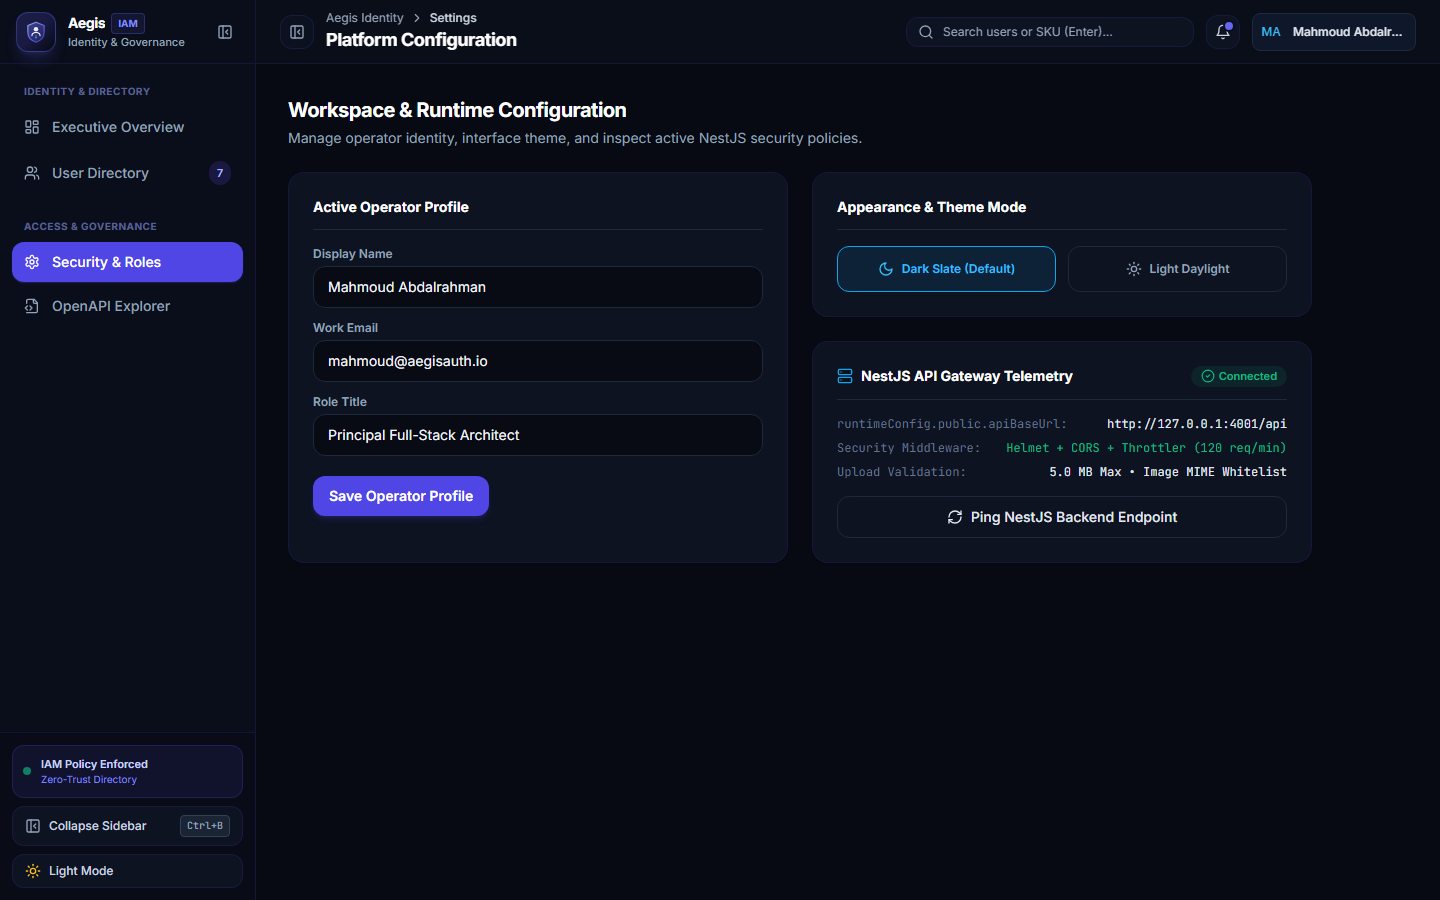 Aegis IAM
Identity & Governance
IDENTITY & DIRECTORY
Executive Overview
User Directory 7
ACCESS & GOVERNANCE
Security & Roles
OpenAPI Explorer
IAM Policy Enforced
Zero-Trust Directory
Collapse Sidebar Ctrl+B
Light Mode
Aegis Identity > Settings
Platform Configuration
Search users or SKU (Enter)...
MA Mahmoud Abdalr...
Workspace & Runtime Configuration
Manage operator identity, interface theme, and inspect active NestJS security policies.
Active Operator Profile
Display Name
Mahmoud Abdalrahman
Work Email
mahmoud@aegisauth.io
Role Title
Principal Full-Stack Architect
Save Operator Profile
Appearance & Theme Mode
Dark Slate (Default)
Light Daylight
NestJS API Gateway Telemetry Connected
runtimeConfig.public.apiBaseUrl: http://127.0.0.1:4001/api
Security Middleware: Helmet + CORS + Throttler (120 req/min)
Upload Validation: 5.0 MB Max • Image MIME Whitelist
Ping NestJS Backend Endpoint